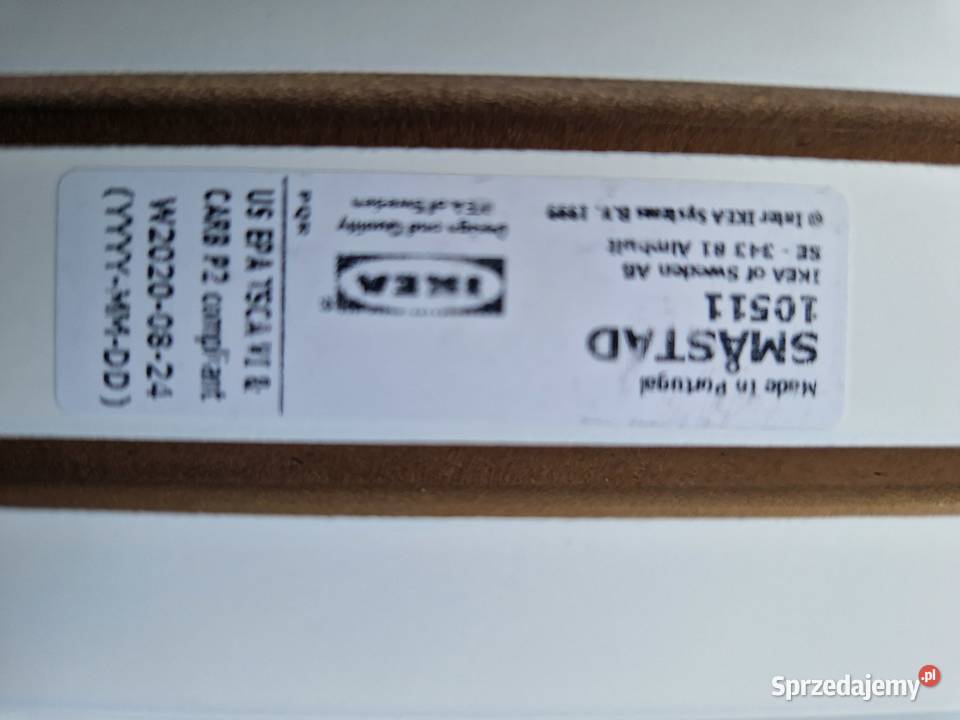 Made in Portugal
SMÅSTAD
10511
IKEA of Sweden AB
SE - 343 81 Älmhult
© Inter IKEA Systems B.V. 1999
IKEA
®
Design and Quality
IKEA of Sweden
PQR
US EPA TSCA VI &
CARB P2 compliant
W2020-08-24
(YYYY-MM-DD)
Sprzedajemy.pl